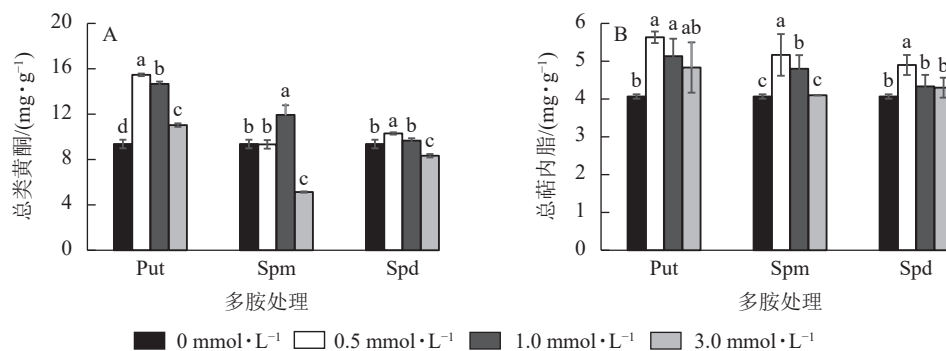 A
总类黄酮/(mg·g⁻¹)
20
16
12
8
4
0
d a b c
b b a c
b a b c
Put Spm Spd
多胺处理
B
总萜内脂/(mg·g⁻¹)
6
5
4
3
2
1
0
b a a ab
c a b c
b a b b
Put Spm Spd
多胺处理
0 mmol·L⁻¹ 0.5 mmol·L⁻¹ 1.0 mmol·L⁻¹ 3.0 mmol·L⁻¹